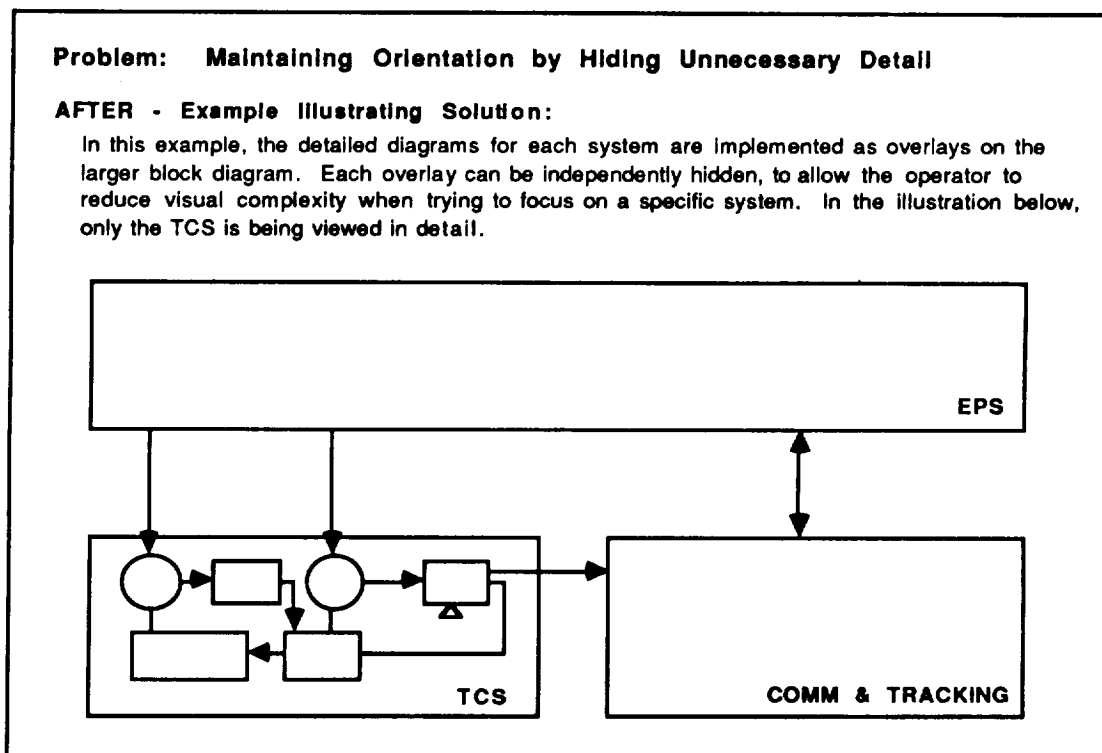 Problem: Maintaining Orientation by Hiding Unnecessary Detail
AFTER - Example Illustrating Solution:
In this example, the detailed diagrams for each system are implemented as overlays on the
larger block diagram. Each overlay can be independently hidden, to allow the operator to
reduce visual complexity when trying to focus on a specific system. In the illustration below,
only the TCS is being viewed in detail.
EPS
TCS
COMM & TRACKING